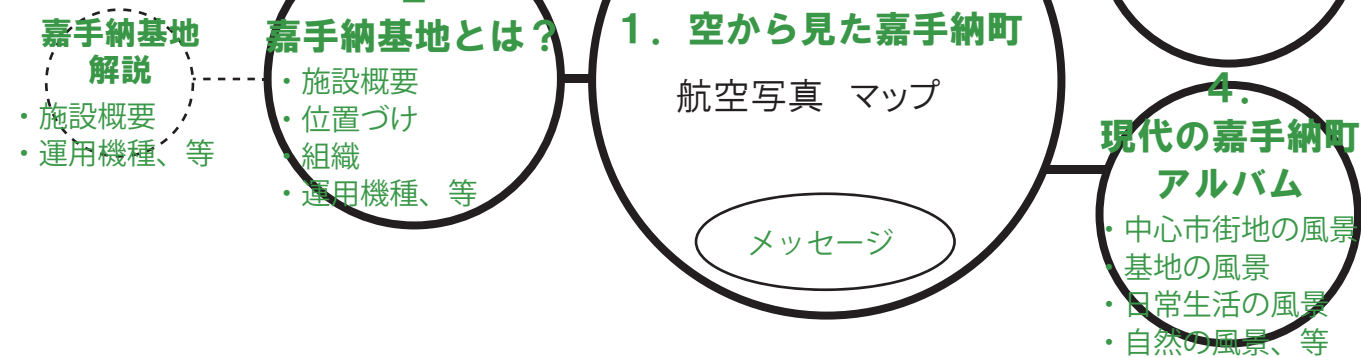 嘉手納基地
解説
・施設概要
・運用機種、等
嘉手納基地とは？
・施設概要
・位置づけ
・組織
・運用機種、等
１．空から見た嘉手納町
航空写真　マップ
メッセージ
４．
現代の嘉手納町
アルバム
・中心市街地の風景
・基地の風景
・日常生活の風景
・自然の風景、等